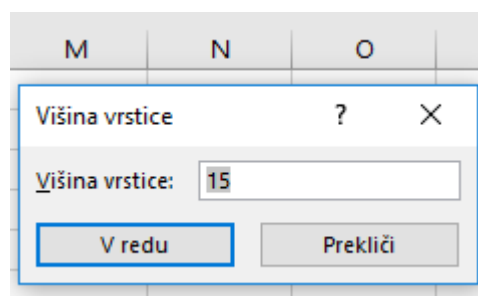 M N O
Višina vrstice ? ×
Višina vrstice: 15
V redu Prekliči